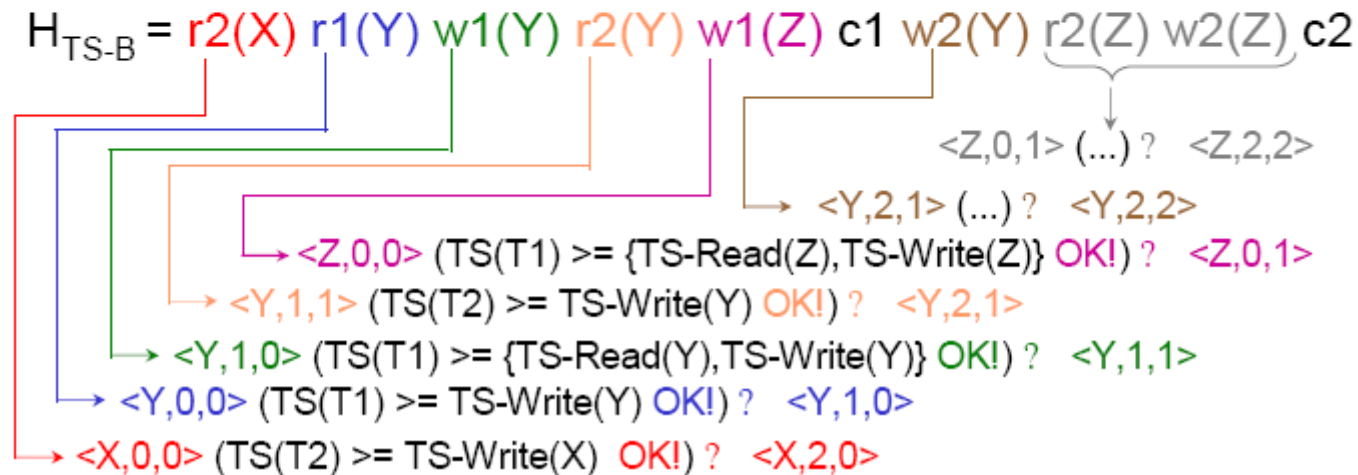 H_TS-B = r2(X) r1(Y) w1(Y) r2(Y) w1(Z) c1 w2(Y) r2(Z) w2(Z) c2
<Z,0,1> (...) ? <Z,2,2>
<Y,2,1> (...) ? <Y,2,2>
<Z,0,0> (TS(T1) >= {TS-Read(Z),TS-Write(Z)} OK!) ? <Z,0,1>
<Y,1,1> (TS(T2) >= TS-Write(Y) OK!) ? <Y,2,1>
<Y,1,0> (TS(T1) >= {TS-Read(Y),TS-Write(Y)} OK!) ? <Y,1,1>
<Y,0,0> (TS(T1) >= TS-Write(Y) OK!) ? <Y,1,0>
<X,0,0> (TS(T2) >= TS-Write(X) OK!) ? <X,2,0>